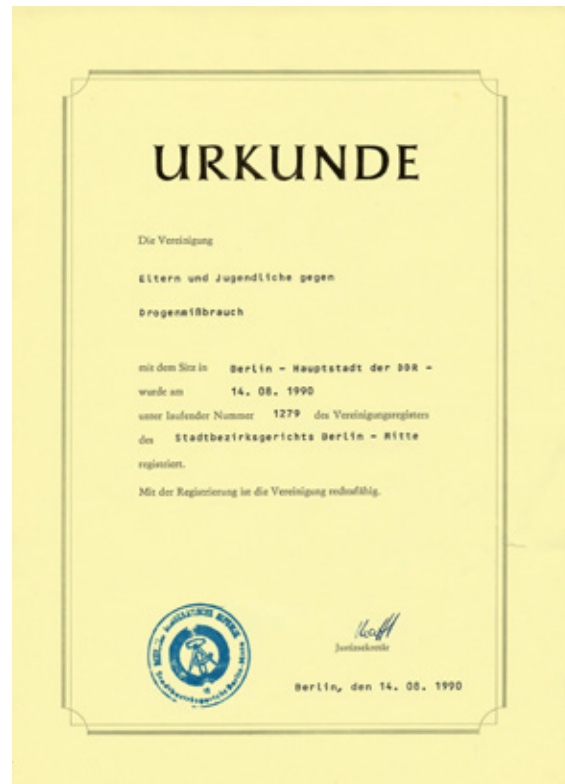 URKUNDE
Die Vereinigung
Eltern und Jugendliche gegen
Drogenmißbrauch
mit dem Sitz in Berlin - Hauptstadt der DDR -
wurde am 14. 08. 1990
unter laufender Nummer 1279 des Vereinigungsregisters
des Stadtbezirksgerichts Berlin - Mitte
registriert.
Mit der Registrierung ist die Vereinigung rechtsfähig.
Justizsekretär
Berlin, den 14. 08. 1990